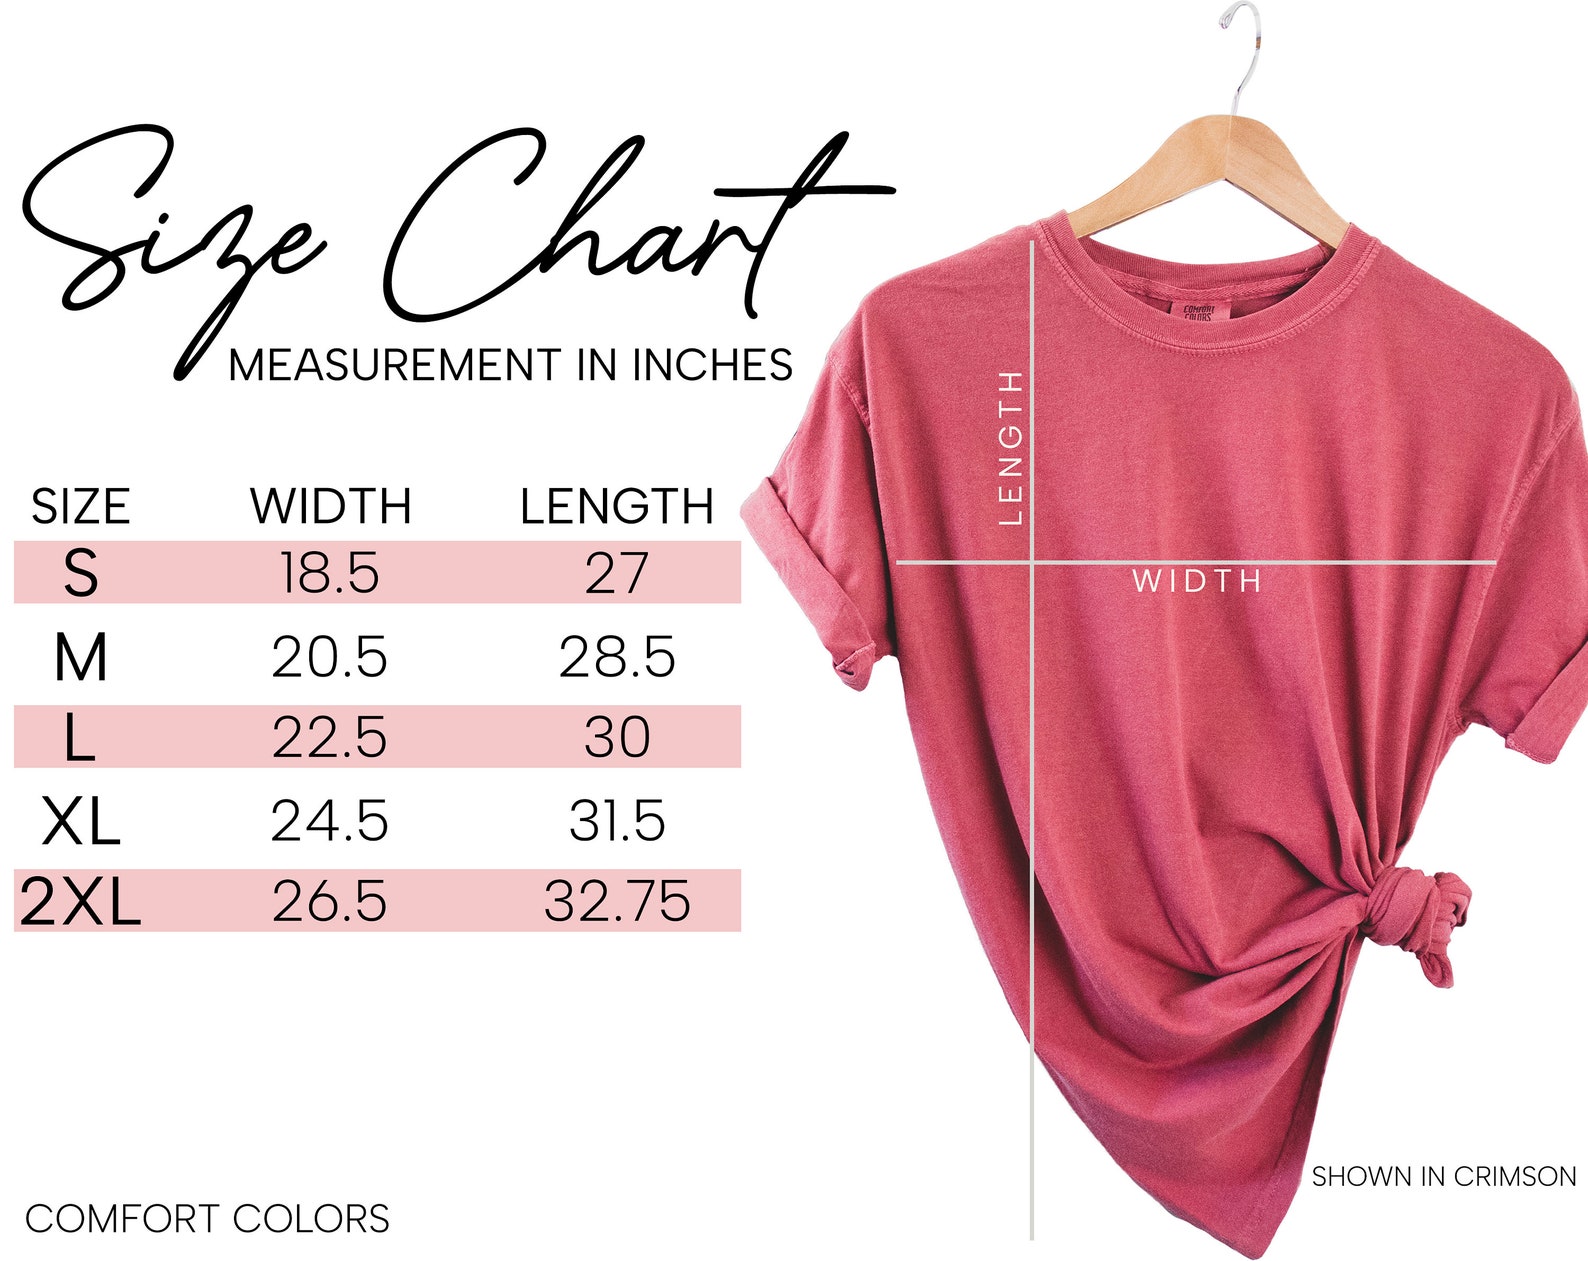 Size Chart
MEASUREMENT IN INCHES
SIZE WIDTH LENGTH
S 18.5 27
M 20.5 28.5
L 22.5 30
XL 24.5 31.5
2XL 26.5 32.75
COMFORT COLORS
COMFORT
COLORS
LENGTH
WIDTH
SHOWN IN CRIMSON